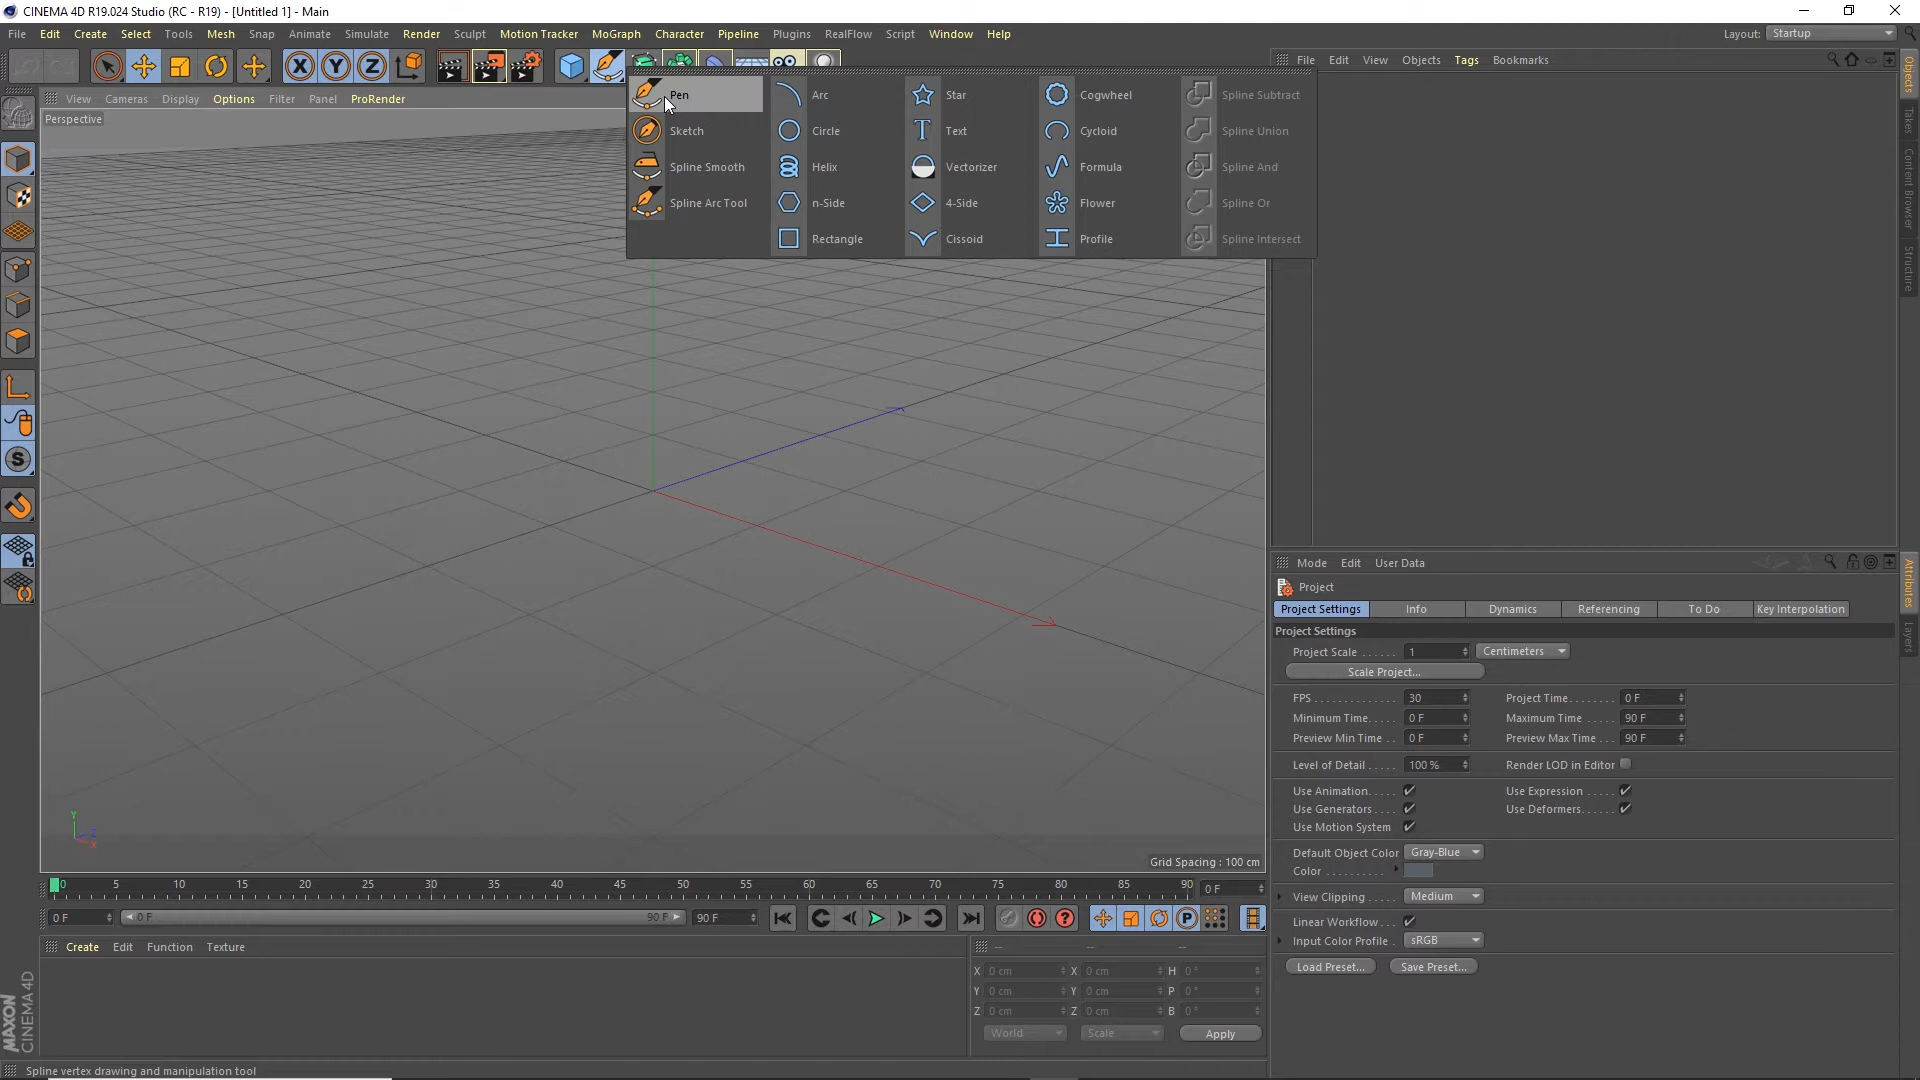 CINEMA 4D R19.024 Studio (RC - R19) - [Untitled 1] - Main
File Edit Create Select Tools Snap Animate Simulate Render Sculpt Motion Tracker MoGraph Character Pipeline Plugins RealFlow Script Window Help
Mesh
Layout: Startup
X Y Z
File Edit View Objects Tags Bookmarks
View Cameras Display Options Filter Panel ProRender
Perspective
Pen Arc Star Cogwheel Spline Subtract
Sketch Circle Text Cycloid Spline Union
Spline Smooth Helix Vectorizer Formula Spline And
Spline Arc Tool n-Side 4-Side Flower Spline Or
Rectangle Cissoid Profile Spline Intersect
Objects
Takes
Content Browser
Structure
S
Y
Z
X
Grid Spacing : 100 cm
Mode Edit User Data
Project
Project Settings Info Dynamics Referencing To Do Key Interpolation
Project Settings
Project Scale ...... 1 Centimeters
Scale Project...
FPS .............. 30 Project Time....... 0 F
Minimum Time.... 0 F Maximum Time ..... 90 F
Preview Min Time .. 0 F Preview Max Time ... 90 F
Level of Detail..... 100 % Render LOD in Editor
Use Animation.... Use Expression .....
Use Generators .... Use Deformers......
Use Motion System
Default Object Color Gray-Blue
Color ..........
View Clipping ..... Medium
Linear Workflow...
Input Color Profile . sRGB
Load Preset... Save Preset...
Attributes
Layers
0 5 10 15 20 25 30 35 40 45 50 55 60 65 70 75 80 85 90 0 F
0 F 0 F 90 F 90 F
P
Create Edit Function Texture
-- -- --
X 0 cm X 0 cm H 0 °
Y 0 cm Y 0 cm P 0 °
Z 0 cm Z 0 cm B 0 °
World Scale Apply
MAXON
CINEMA 4D
Spline vertex drawing and manipulation tool